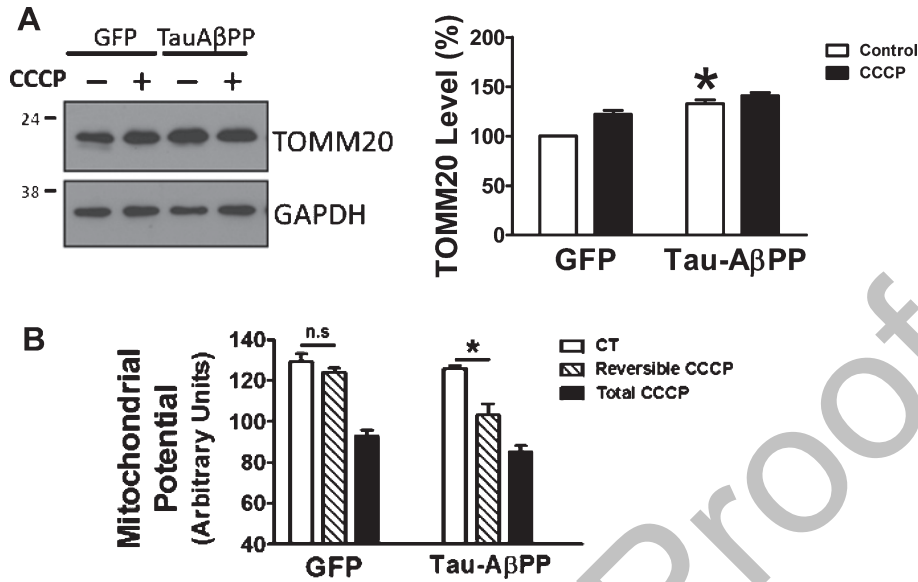 A
GFP TauAβPP
CCCP − + − +
24
TOMM20
38
GAPDH
TOMM20 Level (%)
200
150
100
50
0
*
GFP Tau-AβPP
Control
CCCP
B
Mitochondrial
Potential
(Arbitrary Units)
140
120
100
80
60
40
n.s
*
GFP Tau-AβPP
CT
Reversible CCCP
Total CCCP
Proof